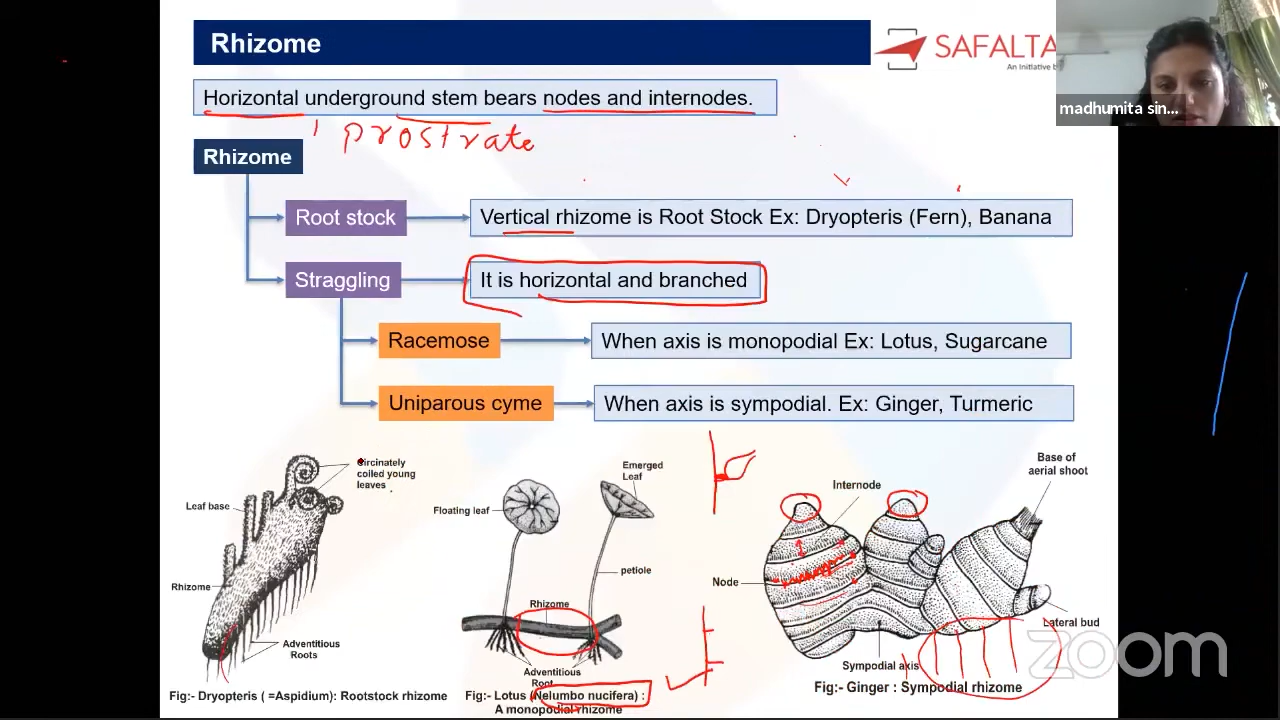 Rhizome
SAFALTA
An Initiative b
madhumita sin...
Horizontal underground stem bears nodes and internodes.
prostrate
Rhizome
Root stock
Vertical rhizome is Root Stock Ex: Dryopteris (Fern), Banana
Straggling
It is horizontal and branched
Racemose
When axis is monopodial Ex: Lotus, Sugarcane
Uniparous cyme
When axis is sympodial. Ex: Ginger, Turmeric
Circinately
coiled young
leaves
Leaf base
Rhizome
Adventitious
Roots
Fig:- Dryopteris ( =Aspidium): Rootstock rhizome
Emerged
Leaf
Floating leaf
petiole
Rhizome
Adventitious
Root
Fig:- Lotus (Nelumbo nucifera) :
A monopodial rhizome
Base of
aerial shoot
Internode
Node
Lateral bud
Sympodial axis
Fig:- Ginger : Sympodial rhizome
zoom